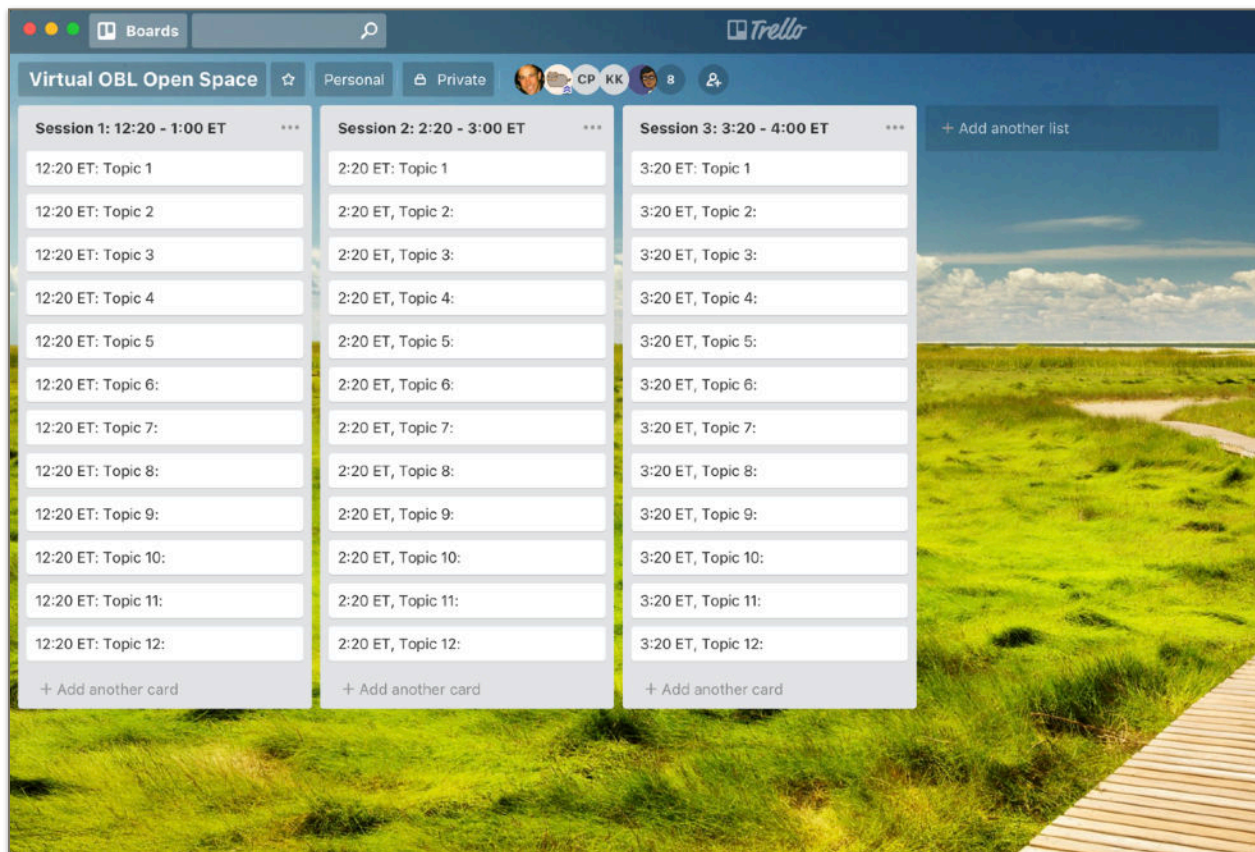 Boards
Trello
Virtual OBL Open Space
Personal
Private
CP
KK
8
Session 1: 12:20 - 1:00 ET
12:20 ET: Topic 1
12:20 ET: Topic 2
12:20 ET: Topic 3
12:20 ET: Topic 4
12:20 ET: Topic 5
12:20 ET: Topic 6:
12:20 ET: Topic 7:
12:20 ET: Topic 8:
12:20 ET: Topic 9:
12:20 ET: Topic 10:
12:20 ET: Topic 11:
12:20 ET: Topic 12:
+ Add another card
Session 2: 2:20 - 3:00 ET
2:20 ET: Topic 1
2:20 ET, Topic 2:
2:20 ET, Topic 3:
2:20 ET, Topic 4:
2:20 ET, Topic 5:
2:20 ET, Topic 6:
2:20 ET, Topic 7:
2:20 ET, Topic 8:
2:20 ET, Topic 9:
2:20 ET, Topic 10:
2:20 ET, Topic 11:
2:20 ET, Topic 12:
+ Add another card
Session 3: 3:20 - 4:00 ET
3:20 ET: Topic 1
3:20 ET, Topic 2:
3:20 ET, Topic 3:
3:20 ET, Topic 4:
3:20 ET, Topic 5:
3:20 ET, Topic 6:
3:20 ET, Topic 7:
3:20 ET, Topic 8:
3:20 ET, Topic 9:
3:20 ET, Topic 10:
3:20 ET, Topic 11:
3:20 ET, Topic 12:
+ Add another card
+ Add another list